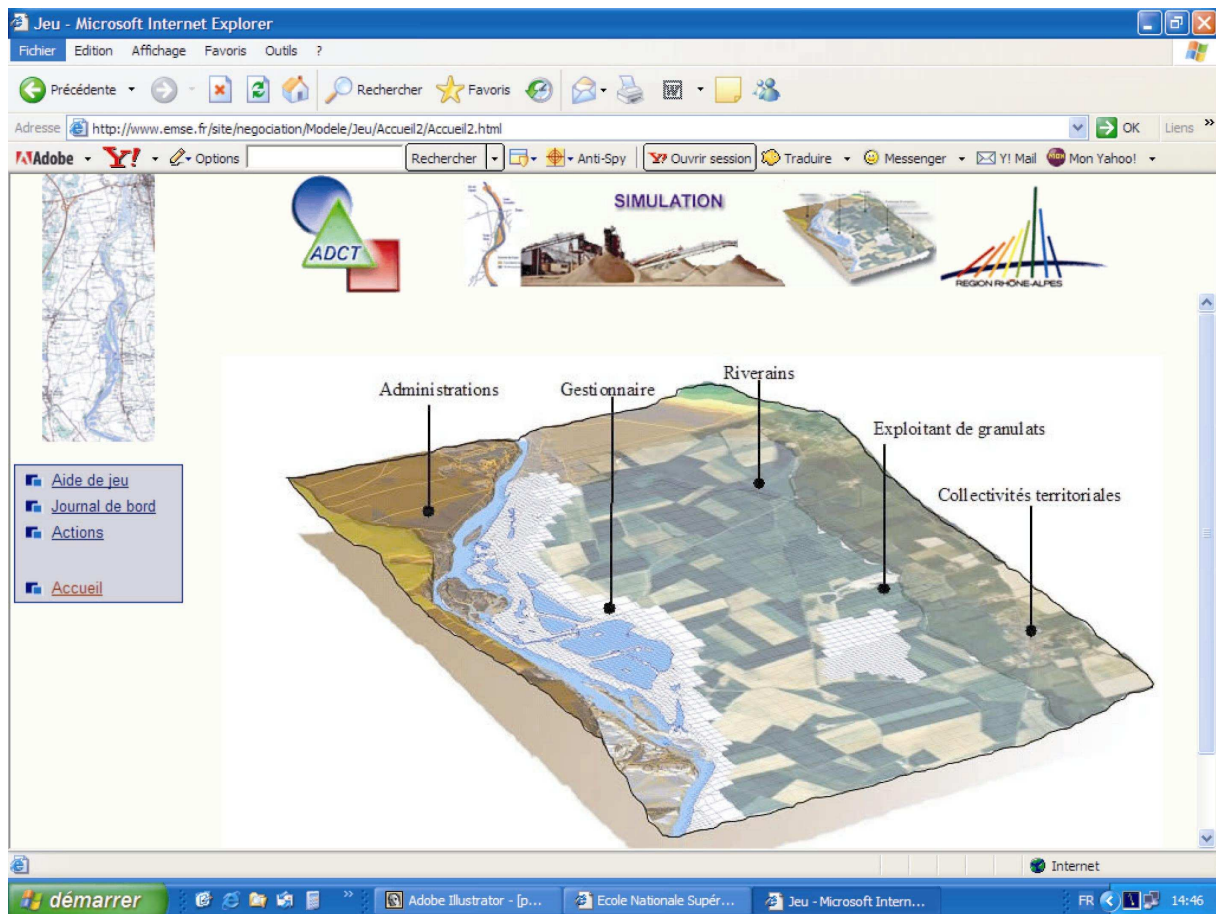 Jeu - Microsoft Internet Explorer
Fichier Edition Affichage Favoris Outils ?
Précédente Rechercher Favoris
Adresse http://www.emse.fr/site/negociation/Modele/Jeu/Accueil2/Accueil2.html OK Liens »
Adobe Y! Options Rechercher Anti-Spy Y? Ouvrir session Traduire Messenger Y! Mail Mon Yahoo!
SIMULATION
ADCT
REGION RHÔNE-ALPES
Riverains
Administrations Gestionnaire
Exploitant de granulats
Collectivités territoriales
Aide de jeu
Journal de bord
Actions
Accueil
Internet
démarrer » Adobe Illustrator - [p... Ecole Nationale Supér... Jeu - Microsoft Intern... FR 14:46